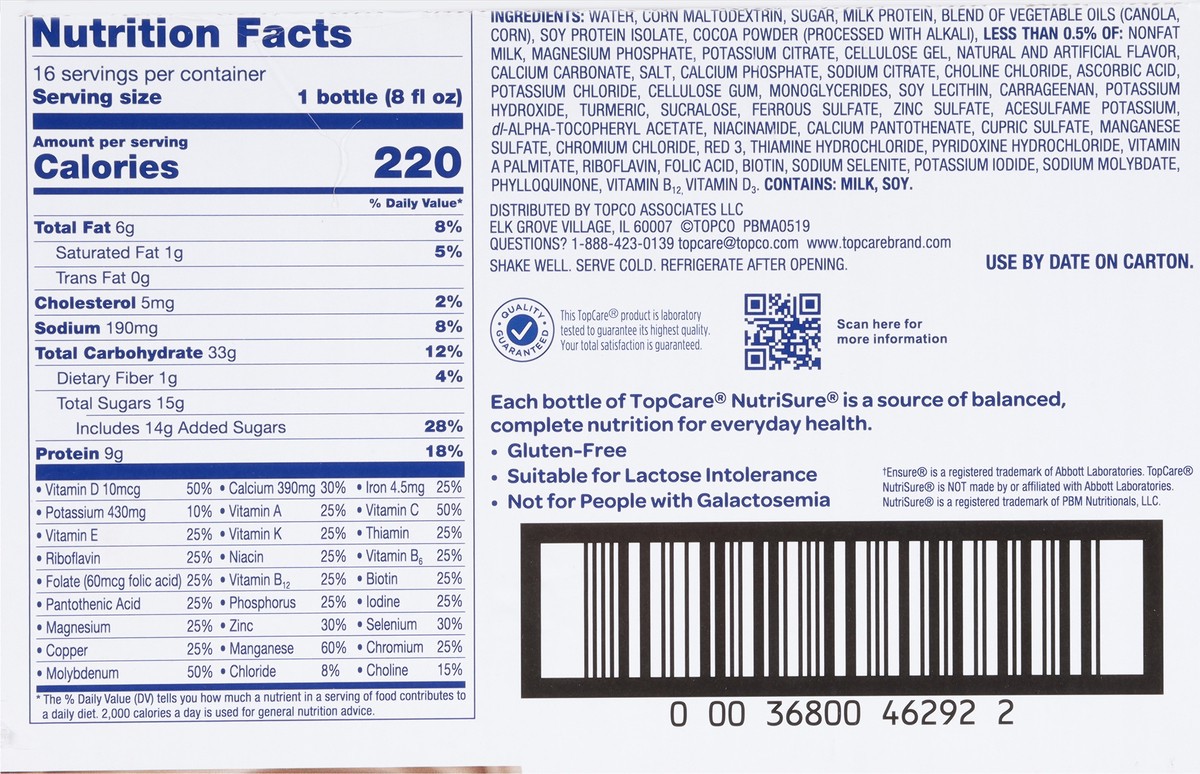 Nutrition Facts
16 servings per container
Serving size 1 bottle (8 fl oz)
Amount per serving
Calories 220
% Daily Value*
Total Fat 6g 8%
Saturated Fat 1g 5%
Trans Fat 0g
Cholesterol 5mg 2%
Sodium 190mg 8%
Total Carbohydrate 33g 12%
Dietary Fiber 1g 4%
Total Sugars 15g
Includes 14g Added Sugars 28%
Protein 9g 18%
• Vitamin D 10mcg 50% • Calcium 390mg 30% • Iron 4.5mg 25%
• Potassium 430mg 10% • Vitamin A 25% • Vitamin C 50%
• Vitamin E 25% • Vitamin K 25% • Thiamin 25%
• Riboflavin 25% • Niacin 25% • Vitamin B6 25%
• Folate (60mcg folic acid) 25% • Vitamin B12 25% • Biotin 25%
• Pantothenic Acid 25% • Phosphorus 25% • Iodine 25%
• Magnesium 25% • Zinc 30% • Selenium 30%
• Copper 25% • Manganese 60% • Chromium 25%
• Molybdenum 50% • Chloride 8% • Choline 15%
* The % Daily Value (DV) tells you how much a nutrient in a serving of food contributes to
a daily diet. 2,000 calories a day is used for general nutrition advice.
INGREDIENTS: WATER, CORN MALTODEXTRIN, SUGAR, MILK PROTEIN, BLEND OF VEGETABLE OILS (CANOLA,
CORN), SOY PROTEIN ISOLATE, COCOA POWDER (PROCESSED WITH ALKALI), LESS THAN 0.5% OF: NONFAT
MILK, MAGNESIUM PHOSPHATE, POTASSIUM CITRATE, CELLULOSE GEL, NATURAL AND ARTIFICIAL FLAVOR,
CALCIUM CARBONATE, SALT, CALCIUM PHOSPHATE, SODIUM CITRATE, CHOLINE CHLORIDE, ASCORBIC ACID,
POTASSIUM CHLORIDE, CELLULOSE GUM, MONOGLYCERIDES, SOY LECITHIN, CARRAGEENAN, POTASSIUM
HYDROXIDE, TURMERIC, SUCRALOSE, FERROUS SULFATE, ZINC SULFATE, ACESULFAME POTASSIUM,
dl-ALPHA-TOCOPHERYL ACETATE, NIACINAMIDE, CALCIUM PANTOTHENATE, CUPRIC SULFATE, MANGANESE
SULFATE, CHROMIUM CHLORIDE, RED 3, THIAMINE HYDROCHLORIDE, PYRIDOXINE HYDROCHLORIDE, VITAMIN
A PALMITATE, RIBOFLAVIN, FOLIC ACID, BIOTIN, SODIUM SELENITE, POTASSIUM IODIDE, SODIUM MOLYBDATE,
PHYLLOQUINONE, VITAMIN B12, VITAMIN D3. CONTAINS: MILK, SOY.
DISTRIBUTED BY TOPCO ASSOCIATES LLC
ELK GROVE VILLAGE, IL 60007 ©TOPCO PBMA0519
QUESTIONS? 1-888-423-0139 topcare@topco.com www.topcarebrand.com
SHAKE WELL. SERVE COLD. REFRIGERATE AFTER OPENING. USE BY DATE ON CARTON.
• QUALITY •
GUARANTEED
This TopCare® product is laboratory
tested to guarantee its highest quality.
Your total satisfaction is guaranteed.
Scan here for
more information
Each bottle of TopCare® NutriSure® is a source of balanced,
complete nutrition for everyday health.
• Gluten-Free
• Suitable for Lactose Intolerance
• Not for People with Galactosemia
†Ensure® is a registered trademark of Abbott Laboratories. TopCare®
NutriSure® is NOT made by or affiliated with Abbott Laboratories.
NutriSure® is a registered trademark of PBM Nutritionals, LLC.
0 00 36800 46292 2